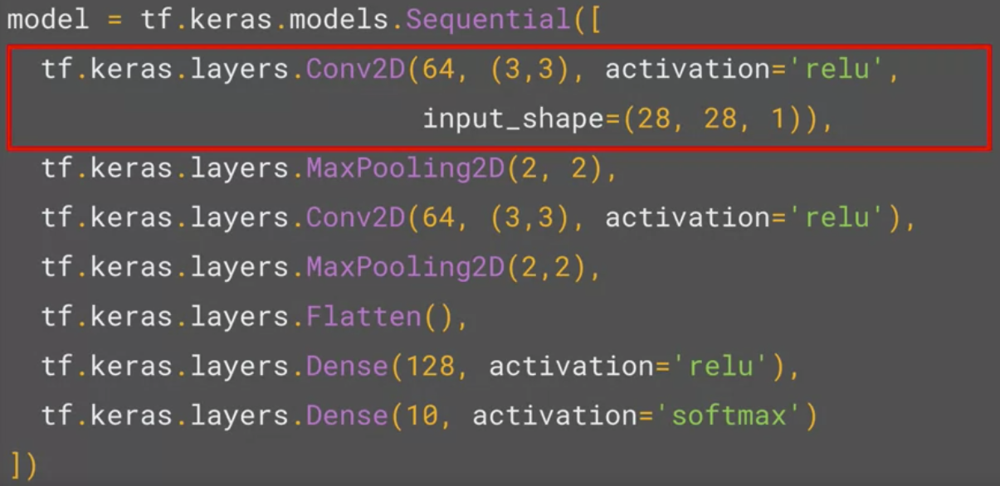 model = tf.keras.models.Sequential([
  tf.keras.layers.Conv2D(64, (3,3), activation='relu',
                         input_shape=(28, 28, 1)),
  tf.keras.layers.MaxPooling2D(2, 2),
  tf.keras.layers.Conv2D(64, (3,3), activation='relu'),
  tf.keras.layers.MaxPooling2D(2,2),
  tf.keras.layers.Flatten(),
  tf.keras.layers.Dense(128, activation='relu'),
  tf.keras.layers.Dense(10, activation='softmax')
])